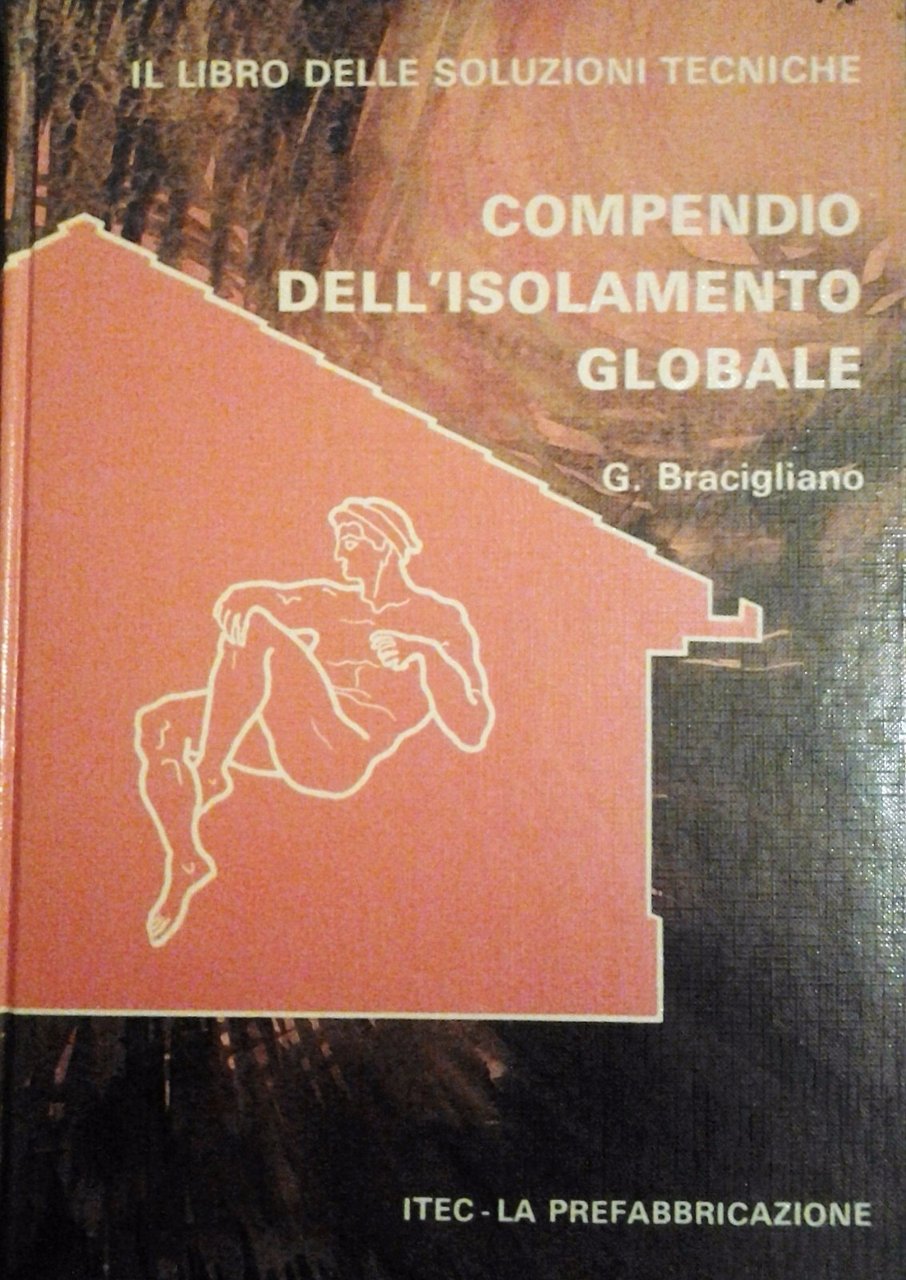 IL LIBRO DELLE SOLUZIONI TECNICHE
COMPENDIO
DELL'ISOLAMENTO
GLOBALE
G. Bracigliano
ITEC - LA PREFABBRICAZIONE